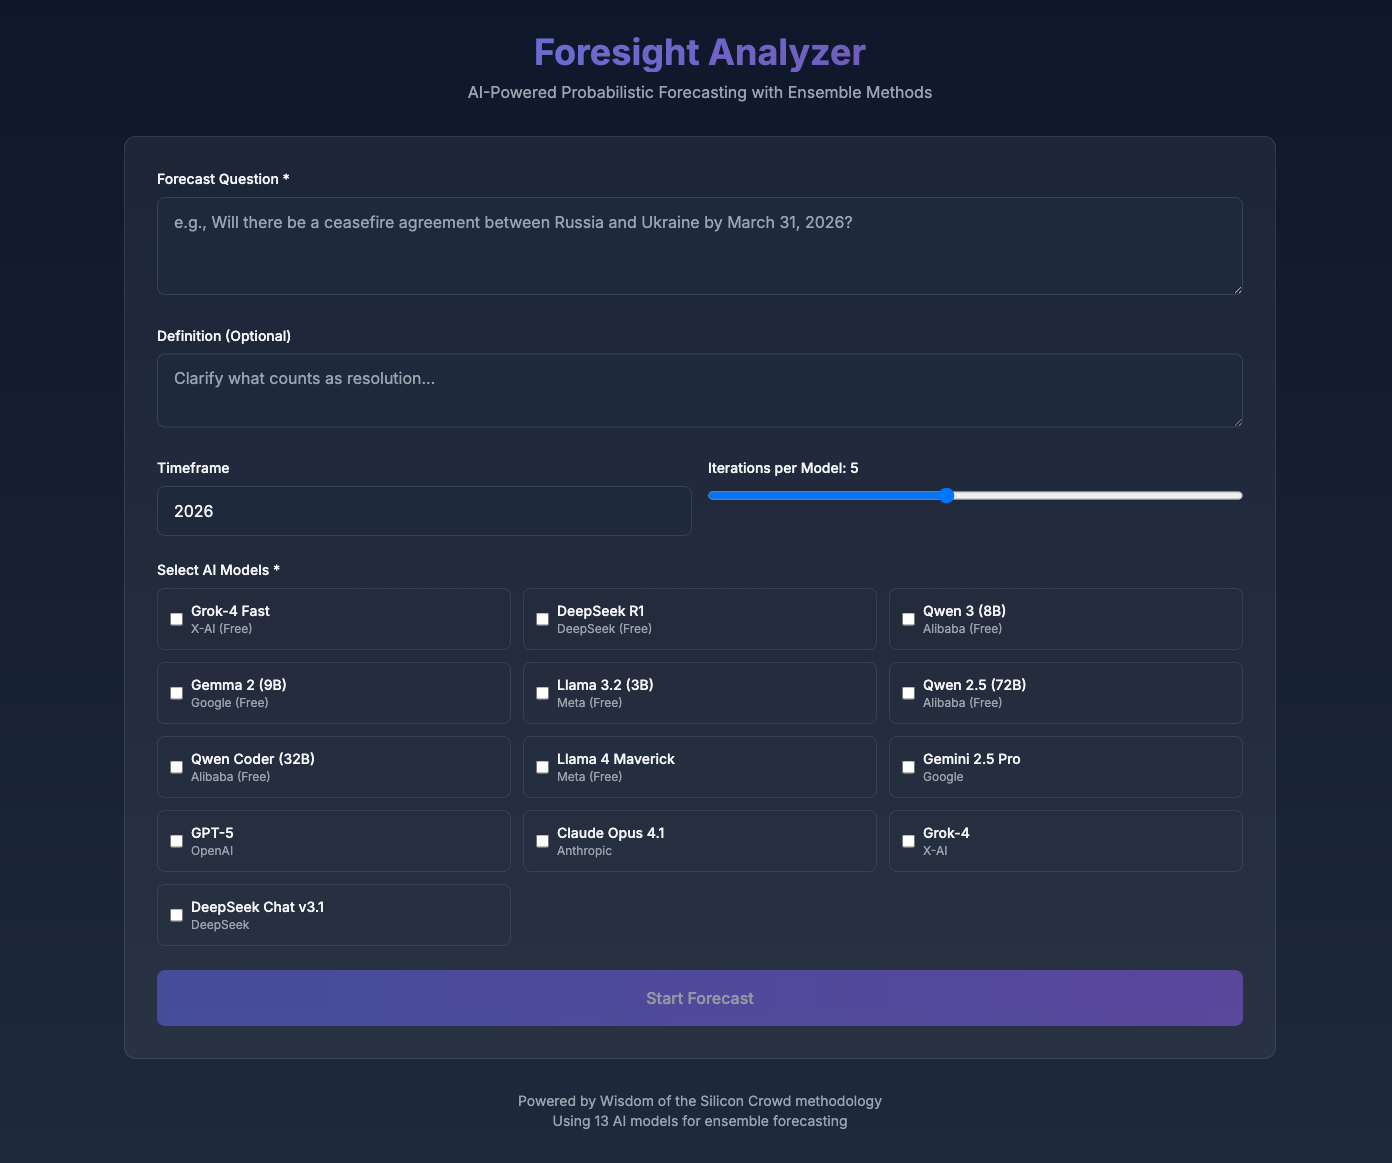 Foresight Analyzer
AI-Powered Probabilistic Forecasting with Ensemble Methods
Forecast Question *
e.g., Will there be a ceasefire agreement between Russia and Ukraine by March 31, 2026?
Definition (Optional)
Clarify what counts as resolution...
Timeframe
2026
Iterations per Model: 5
Select AI Models *
Grok-4 Fast
X-AI (Free)
DeepSeek R1
DeepSeek (Free)
Qwen 3 (8B)
Alibaba (Free)
Gemma 2 (9B)
Google (Free)
Llama 3.2 (3B)
Meta (Free)
Qwen 2.5 (72B)
Alibaba (Free)
Qwen Coder (32B)
Alibaba (Free)
Llama 4 Maverick
Meta (Free)
Gemini 2.5 Pro
Google
GPT-5
OpenAI
Claude Opus 4.1
Anthropic
Grok-4
X-AI
DeepSeek Chat v3.1
DeepSeek
Start Forecast
Powered by Wisdom of the Silicon Crowd methodology
Using 13 AI models for ensemble forecasting